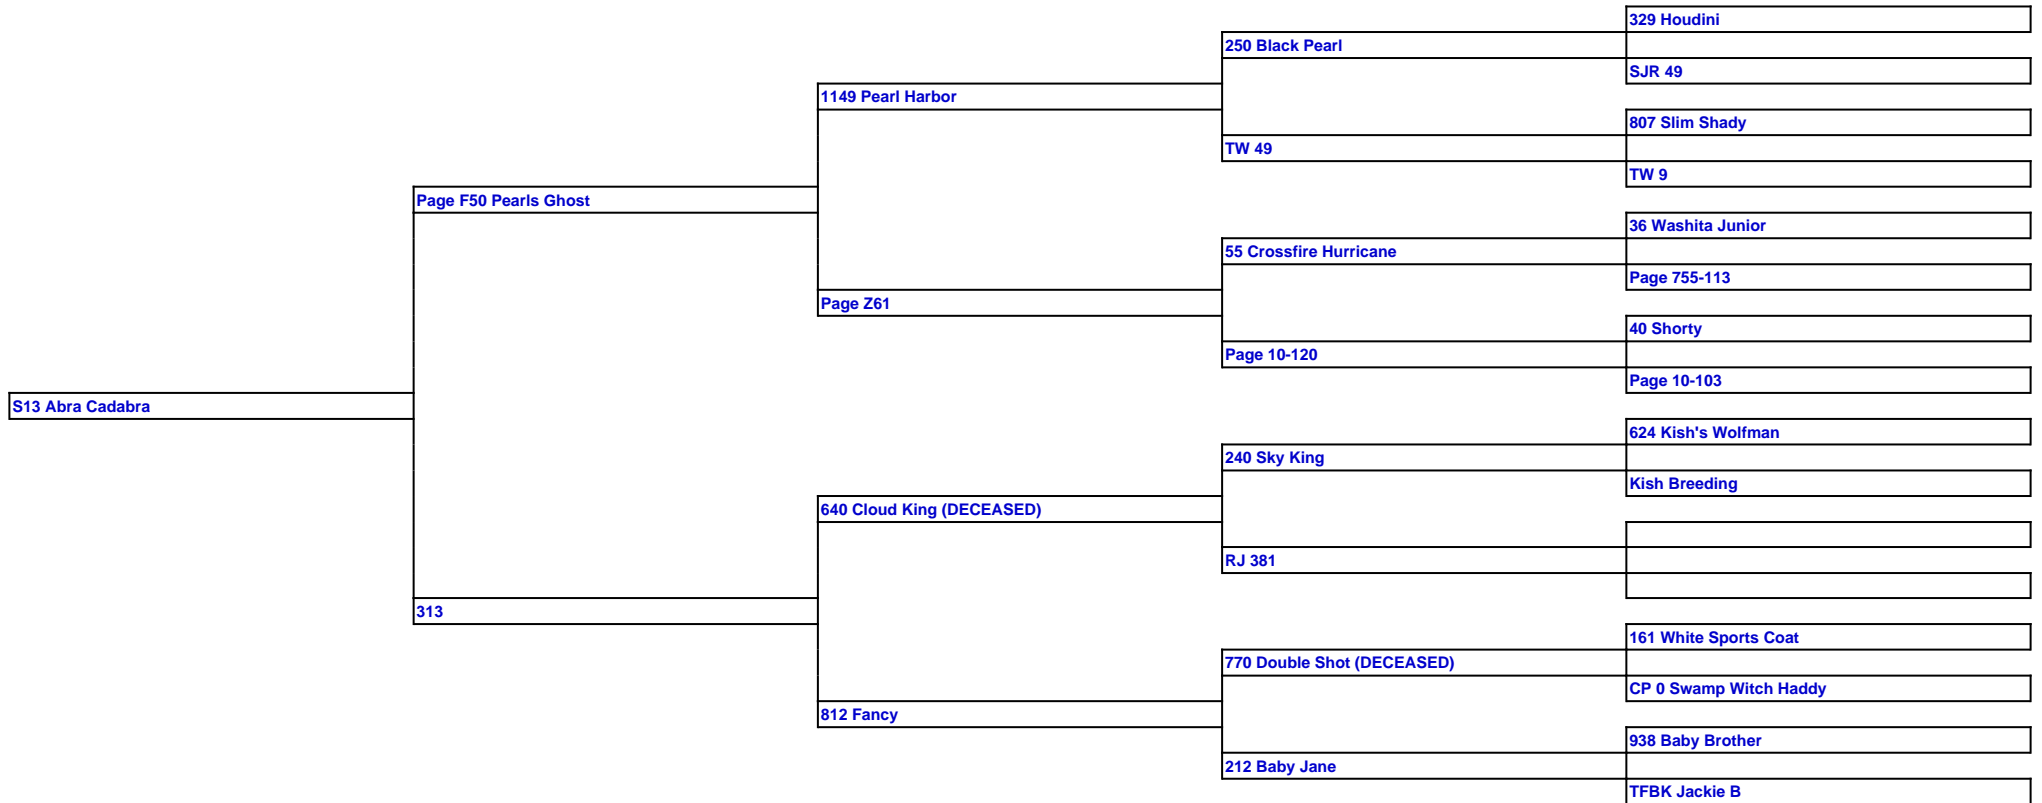 329 Houdini
250 Black Pearl
SJR 49
1149 Pearl Harbor
807 Slim Shady
TW 49
TW 9
Page F50 Pearls Ghost
36 Washita Junior
55 Crossfire Hurricane
Page 755-113
Page Z61
40 Shorty
Page 10-120
Page 10-103
S13 Abra Cadabra
624 Kish's Wolfman
240 Sky King
Kish Breeding
640 Cloud King (DECEASED)
RJ 381
313
161 White Sports Coat
770 Double Shot (DECEASED)
CP 0 Swamp Witch Haddy
812 Fancy
938 Baby Brother
212 Baby Jane
TFBK Jackie B